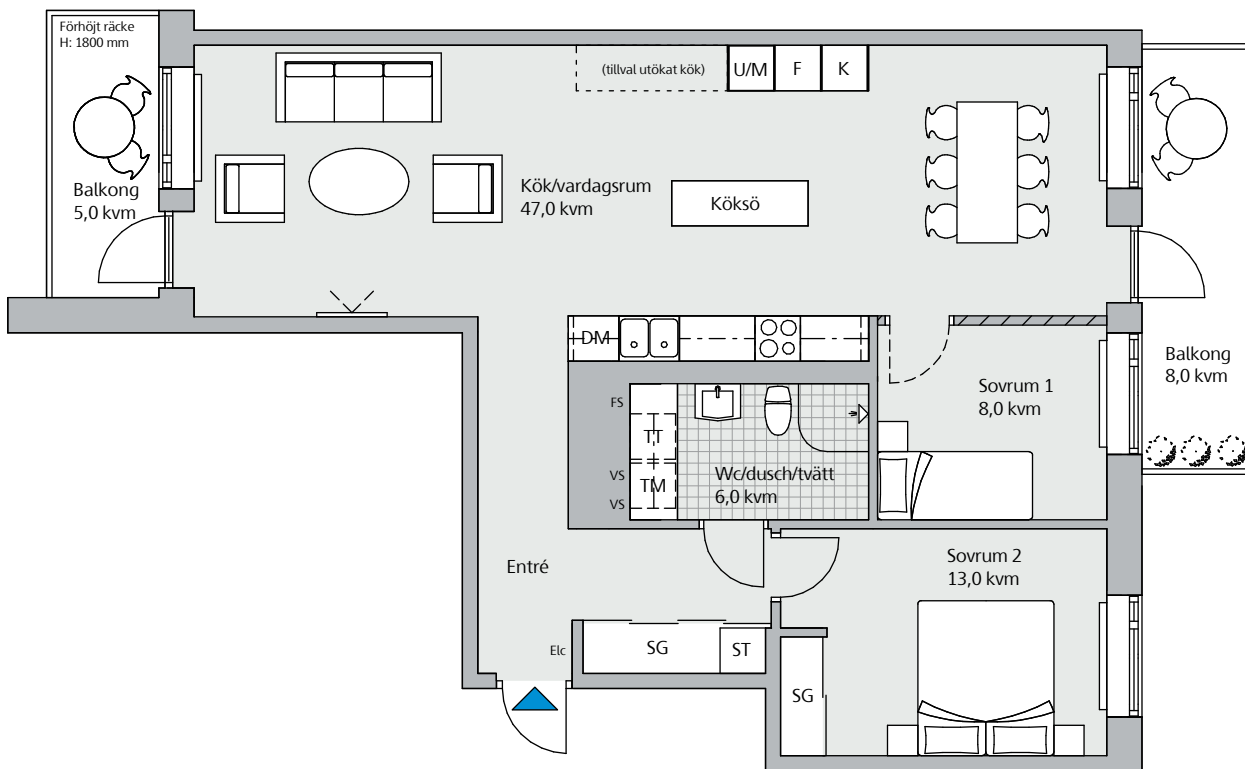 Förhöjt räcke
H: 1800 mm
(tillval utökat kök)
U/M
F
K
Balkong
5,0 kvm
Kök/vardagsrum
47,0 kvm
Köksö
DM
Balkong
8,0 kvm
Sovrum 1
8,0 kvm
FS
TT
VS
TM
VS
Wc/dusch/tvätt
6,0 kvm
Entré
Sovrum 2
13,0 kvm
Elc
SG
ST
SG